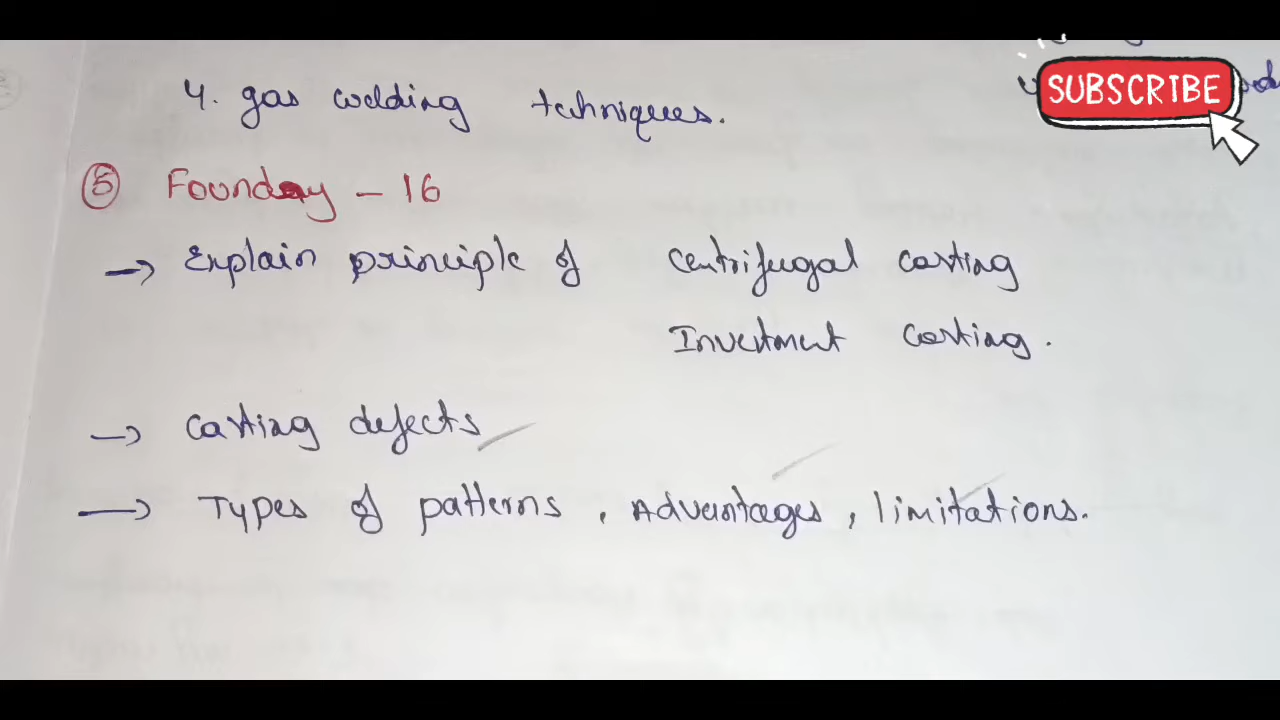 4. gas welding techniques.
SUBSCRIBE
⑤ Foundry – 16
→ Explain principle of centrifugal casting
Investment casting.
→ Casting defects
→ Types of patterns, Advantages, limitations.